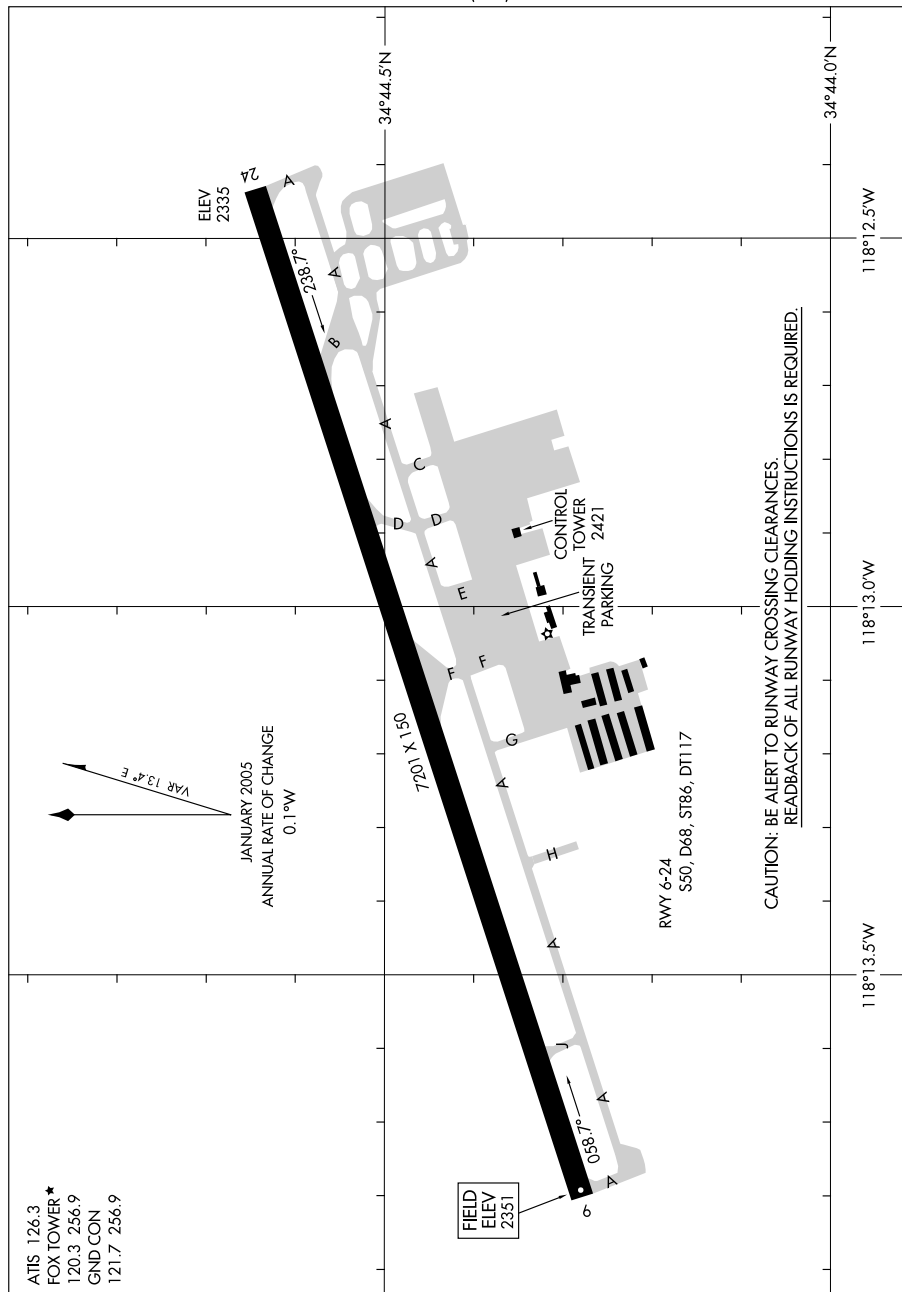 ATIS 126.3
FOX TOWER ★
120.3 256.9
GND CON
121.7 256.9
VAR 13.4° E
JANUARY 2005
ANNUAL RATE OF CHANGE
0.1°W
ELEV
2335
24
A
238.7°
A
B
A
C
D
D
A
E
F
F
G
A
H
A
J
A
A
7201 X 150
058.7°
6
FIELD
ELEV
2351
CONTROL
TOWER
2421
TRANSIENT
PARKING
RWY 6-24
S50, D68, ST86, DT117
CAUTION: BE ALERT TO RUNWAY CROSSING CLEARANCES.
READBACK OF ALL RUNWAY HOLDING INSTRUCTIONS IS REQUIRED.
34°44.5'N
34°44.0'N
118°13.5'W
118°13.0'W
118°12.5'W